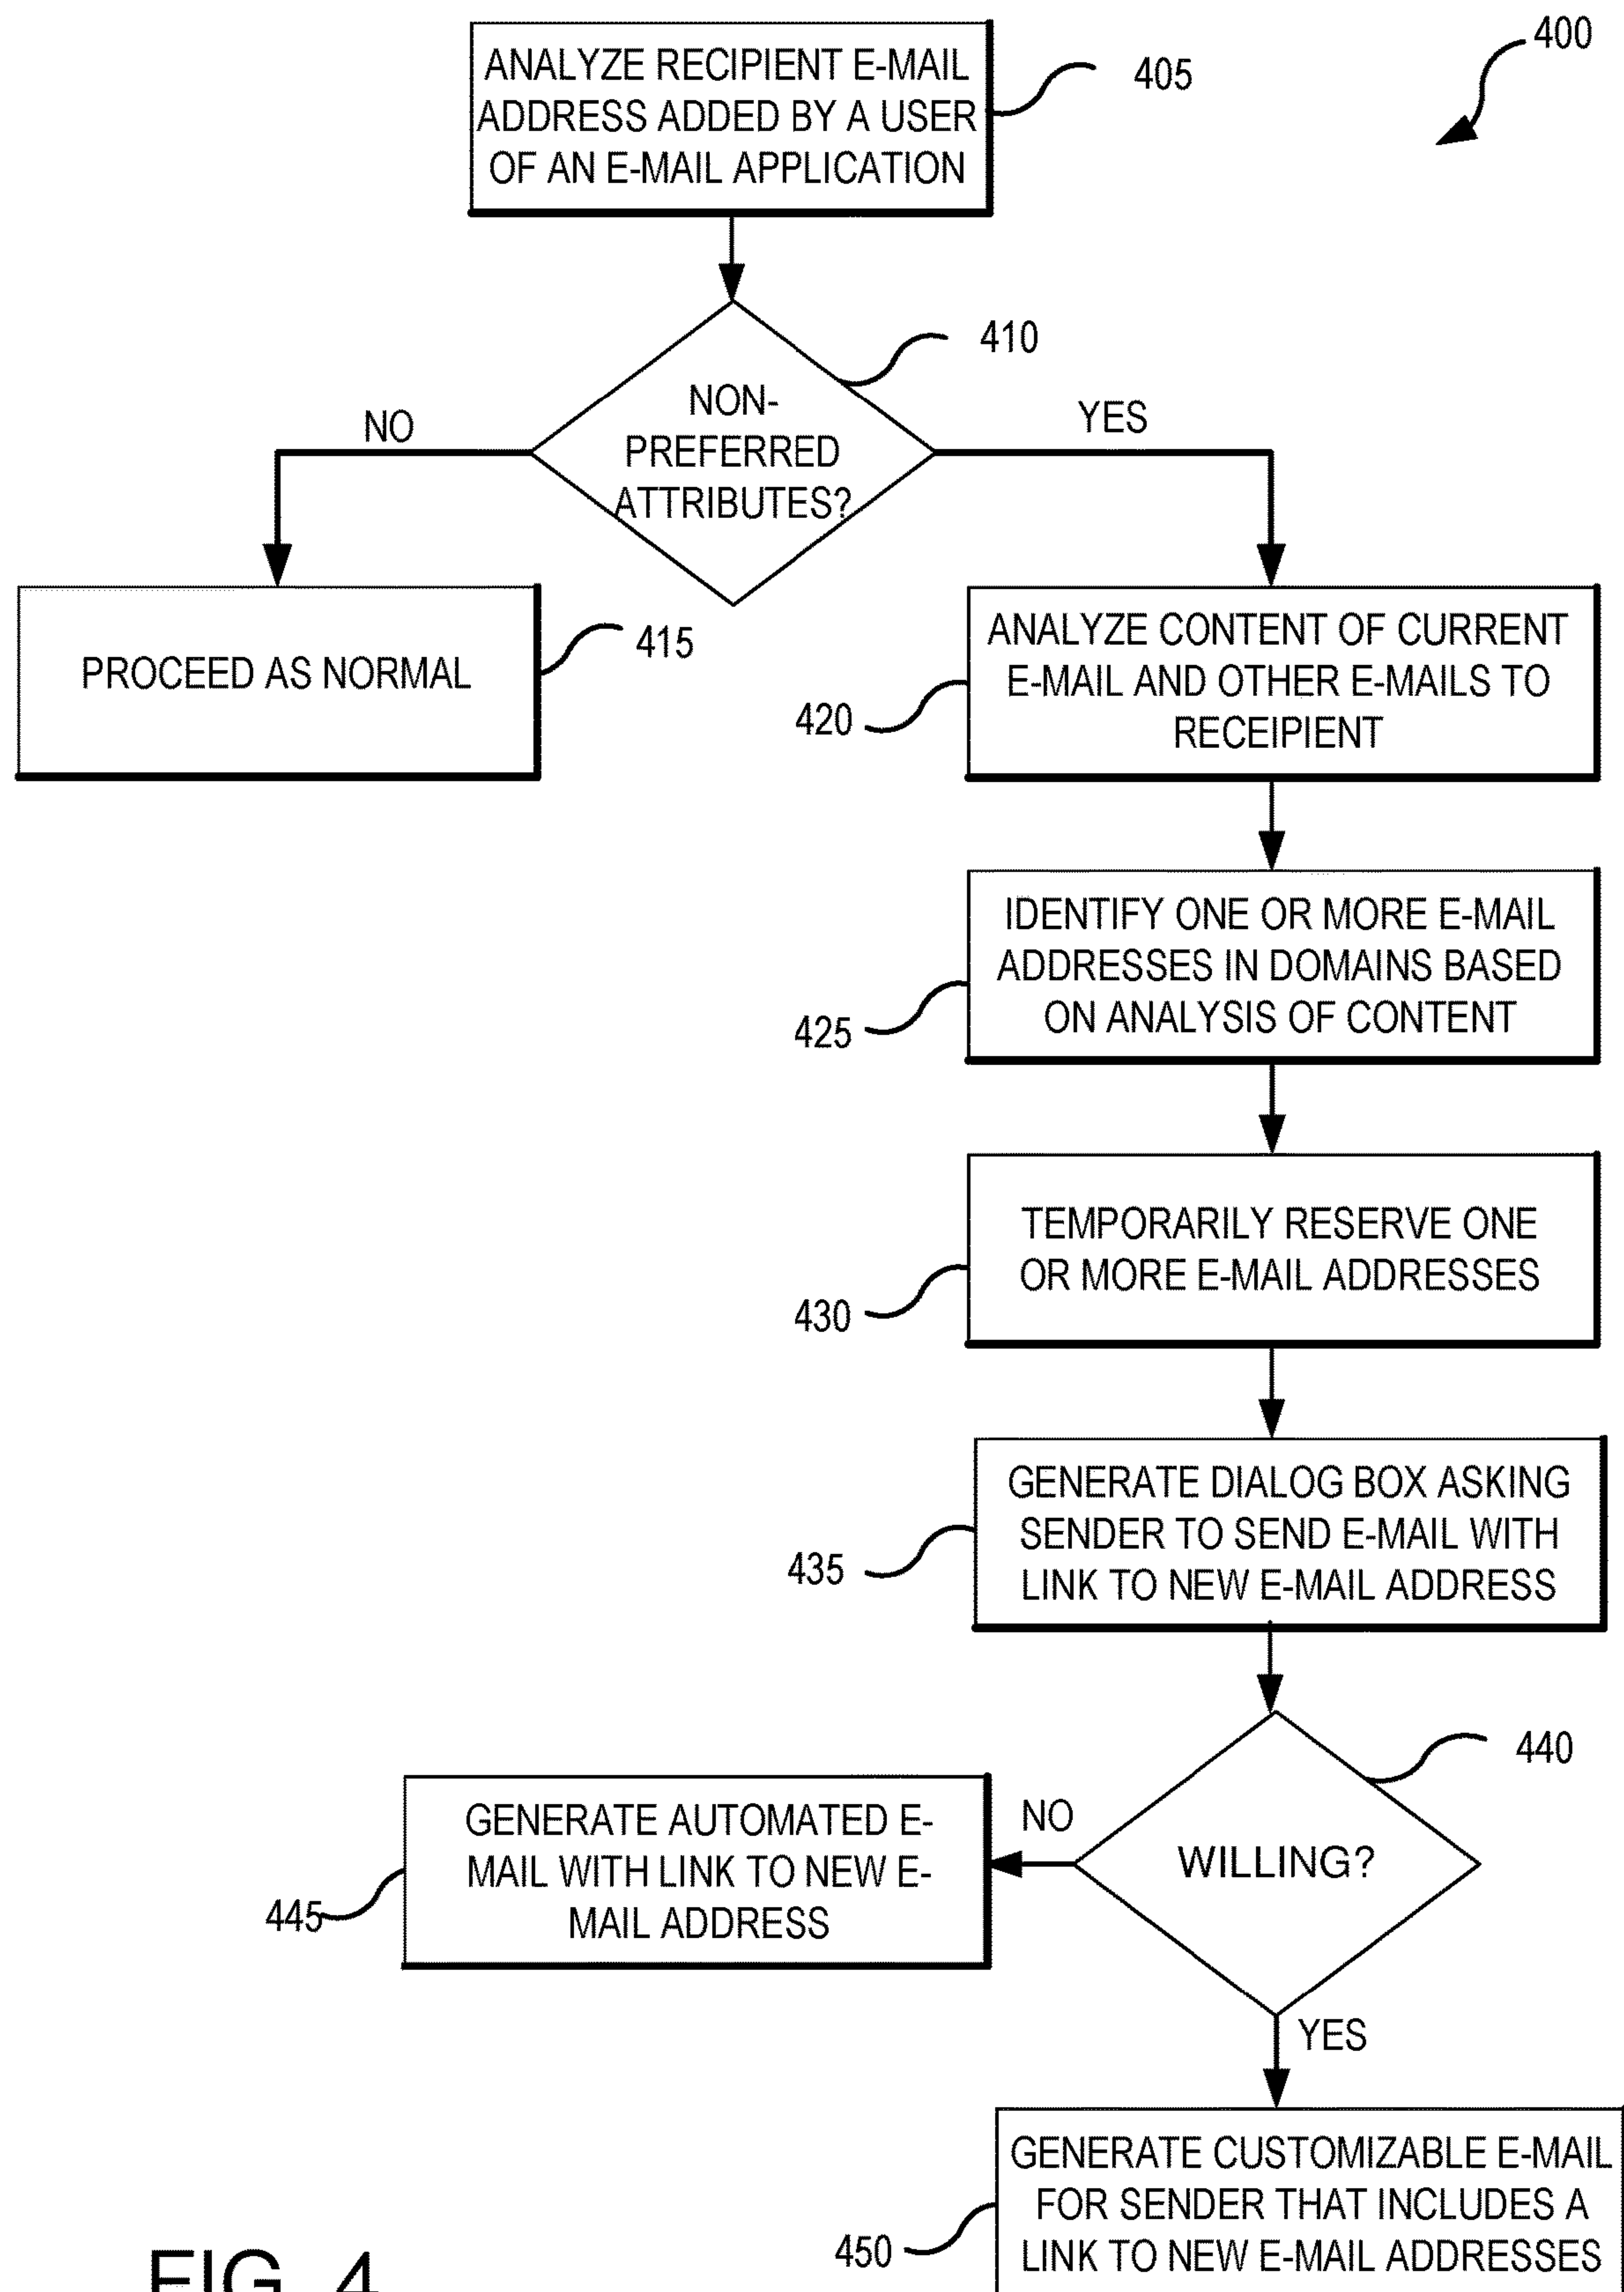 400
ANALYZE RECIPIENT E-MAIL
ADDRESS ADDED BY A USER
OF AN E-MAIL APPLICATION
405
410
NON-
PREFERRED
ATTRIBUTES?
NO
YES
PROCEED AS NORMAL
415
ANALYZE CONTENT OF CURRENT
E-MAIL AND OTHER E-MAILS TO
RECEIPIENT
420
IDENTIFY ONE OR MORE E-MAIL
ADDRESSES IN DOMAINS BASED
ON ANALYSIS OF CONTENT
425
TEMPORARILY RESERVE ONE
OR MORE E-MAIL ADDRESSES
430
GENERATE DIALOG BOX ASKING
SENDER TO SEND E-MAIL WITH
LINK TO NEW E-MAIL ADDRESS
435
440
WILLING?
NO
GENERATE AUTOMATED E-
MAIL WITH LINK TO NEW E-
MAIL ADDRESS
445
YES
GENERATE CUSTOMIZABLE E-MAIL
FOR SENDER THAT INCLUDES A
LINK TO NEW E-MAIL ADDRESSES
450
FIG. 4